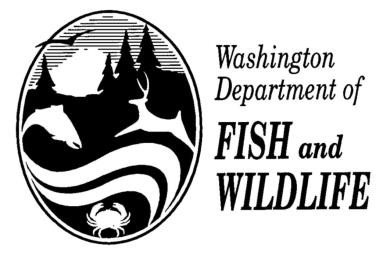 Washington
Department of
FISH and
WILDLIFE